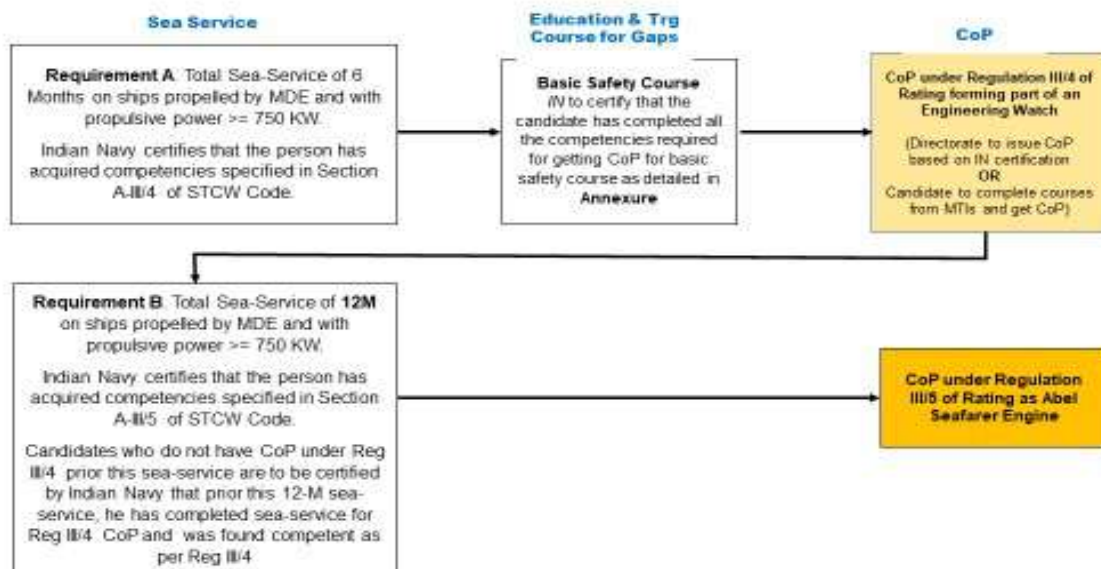 Sea Service
Education & Trg
Course for Gaps
CoP
Requirement A. Total Sea-Service of 6
Months on ships propelled by MDE and with
propulsive power >= 750 KW.
Indian Navy certifies that the person has
acquired competencies specified in Section
A-III/4 of STCW Code.
Basic Safety Course
IN to certify that the
candidate has completed all
the competencies required
for getting CoP for basic
safety course as detailed in
Annexure
CoP under Regulation III/4 of
Rating forming part of an
Engineering Watch
(Directorate to issue CoP
based on IN certification
OR
Candidate to complete courses
from MTIs and get CoP)
Requirement B. Total Sea-Service of 12M
on ships propelled by MDE and with
propulsive power >= 750 KW.
Indian Navy certifies that the person has
acquired competencies specified in Section
A-III/5 of STCW Code.
Candidates who do not have CoP under Reg
III/4 prior this sea-service are to be certified
by Indian Navy that prior this 12-M sea-
service, he has completed sea-service for
Reg III/4 CoP and was found competent as
per Reg III/4
CoP under Regulation
III/5 of Rating as Abel
Seafarer Engine